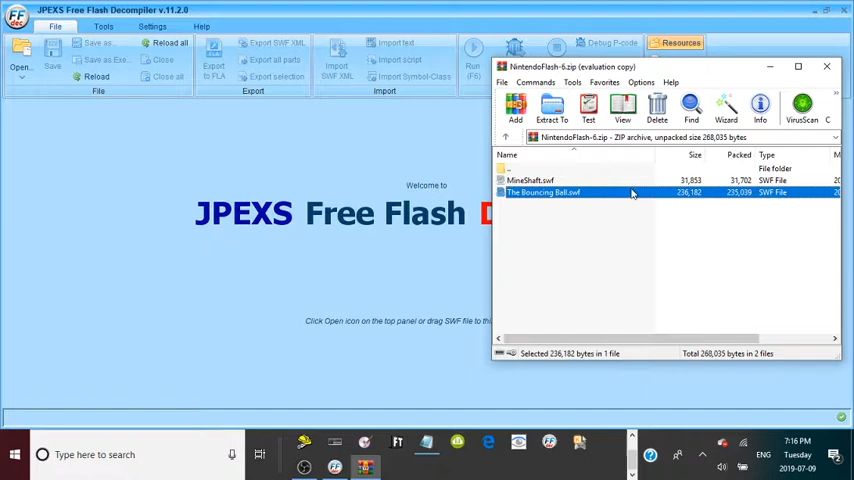 JPEXS Free Flash Decompiler v.11.2.0
FF
dec
File
Tools
Settings
Help
Open...
Save
Save as...
Save as Exe...
Reload
Reload all
Close
Close all
File
Export to FLA
Export SWF XML
Export all parts
Export selection
Export
Import SWF XML
Import text
Import script
Import Symbol-Class
Import
Run (F6)
Debug P-code
Resources
Welcome to
JPEXS Free Flash D
Click Open icon on the top panel or drag SWF file to this
NintendoFlash-6.zip (evaluation copy)
File Commands Tools Favorites Options Help
Add Extract To Test View Delete Find Wizard Info VirusScan C
NintendoFlash-6.zip - ZIP archive, unpacked size 268,035 bytes
Name Size Packed Type M
.. File folder
MineShaft.swf 31,853 31,702 SWF File 20
The Bouncing Ball.swf 236,182 235,039 SWF File 20
Selected 236,182 bytes in 1 file
Total 268,035 bytes in 2 files
Type here to search
ENG
7:16 PM
Tuesday
2019-07-09
2